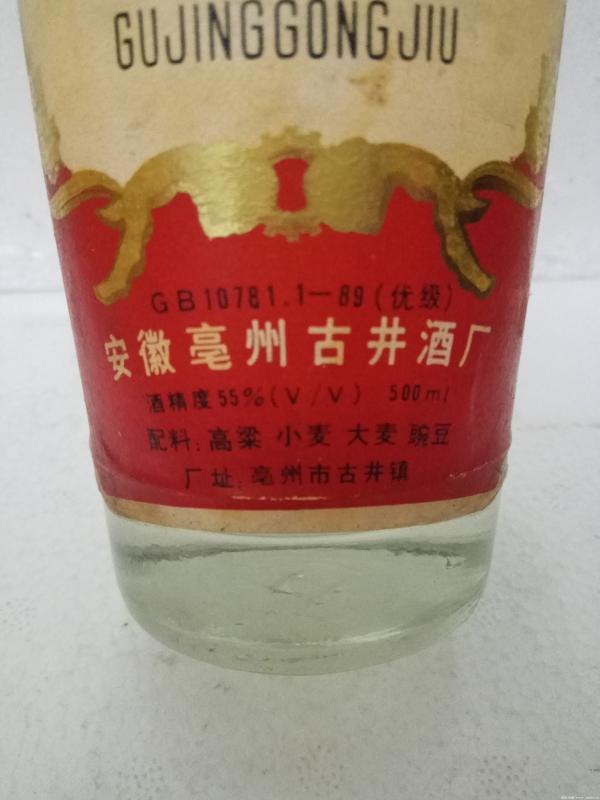 GUJINGGONGJIU
GB10781.1—89(优级)
安徽亳州古井酒厂
酒精度55%(V/V) 500ml
配料:高粱 小麦 大麦 豌豆
厂址:亳州市古井镇